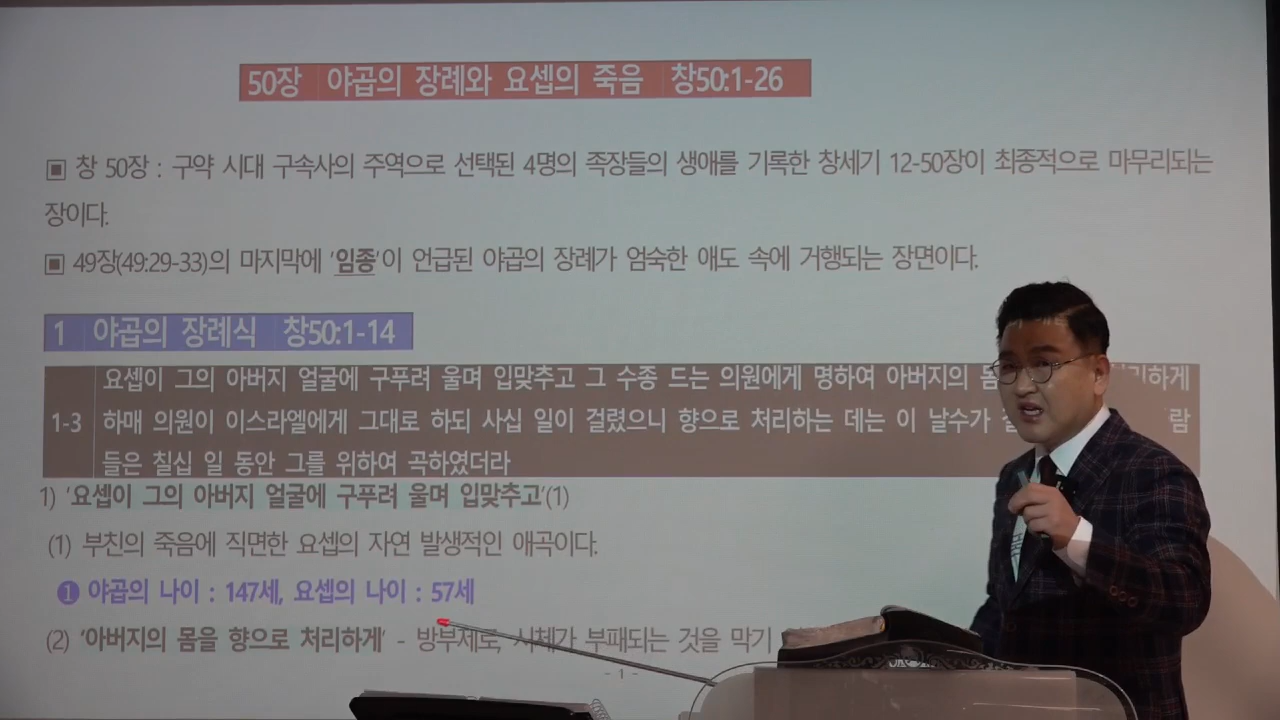 50장 야곱의 장례와 요셉의 죽음 창50:1-26
▣ 창 50장 : 구약 시대 구속사의 주역으로 선택된 4명의 족장들의 생애를 기록한 창세기 12-50장이 최종적으로 마무리되는
장이다.
▣ 49장(49:29-33)의 마지막에 '임종'이 언급된 야곱의 장례가 엄숙한 애도 속에 거행되는 장면이다.
1 야곱의 장례식 창50:1-14
요셉이 그의 아버지 얼굴에 구푸려 울며 입맞추고 그 수종 드는 의원에게 명하여 아버지의
1-3 하매 의원이 이스라엘에게 그대로 하되 사십 일이 걸렸으니 향으로 처리하는 데는 이 날수가 람
들은 칠십 일 동안 그를 위하여 곡하였더라
1) '요셉이 그의 아버지 얼굴에 구푸려 울며 입맞추고'(1)
(1) 부친의 죽음에 직면한 요셉의 자연 발생적인 애곡이다.
❶ 야곱의 나이 : 147세, 요셉의 나이 : 57세
(2) '아버지의 몸을 향으로 처리하게' - 방부제로, 시체가 부패되는 것을 막기
- 1 -